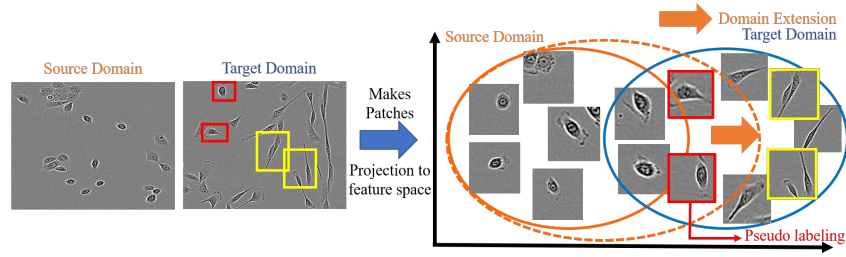 Source Domain
Target Domain
Makes
Patches
Projection to
feature space
Source Domain
Domain Extension
Target Domain
Pseudo labeling